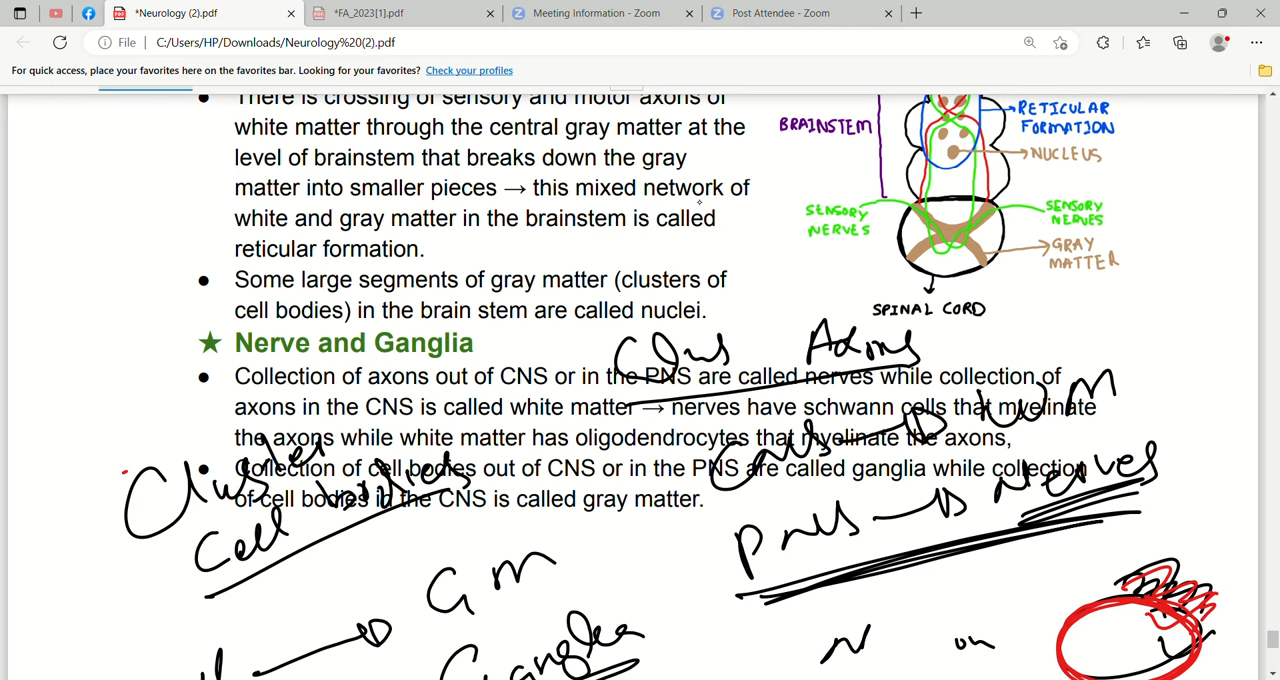 *Neurology (2).pdf
*FA_2023[1].pdf
Meeting Information - Zoom
Post Attendee - Zoom
File
C:/Users/HP/Downloads/Neurology%20(2).pdf
For quick access, place your favorites here on the favorites bar. Looking for your favorites? Check your profiles
There is crossing of sensory and motor axons of
white matter through the central gray matter at the
level of brainstem that breaks down the gray
matter into smaller pieces → this mixed network of
white and gray matter in the brainstem is called
reticular formation.
Some large segments of gray matter (clusters of
cell bodies) in the brain stem are called nuclei.
BRAINSTEM
RETICULAR
FORMATION
NUCLEUS
SENSORY
NERVES
SENSORY
NERVES
GRAY
MATTER
SPINAL CORD
★ Nerve and Ganglia
Collection of axons out of CNS or in the PNS are called nerves while collection of
axons in the CNS is called white matter → nerves have schwann cells that myelinate
the axons while white matter has oligodendrocytes that myelinate the axons,
Collection of cell bodies out of CNS or in the PNS are called ganglia while collection
of cell bodies in the CNS is called gray matter.
Axons
WM
PNS → Nerves
Cluster
Cell bodies
GM
Ganglia